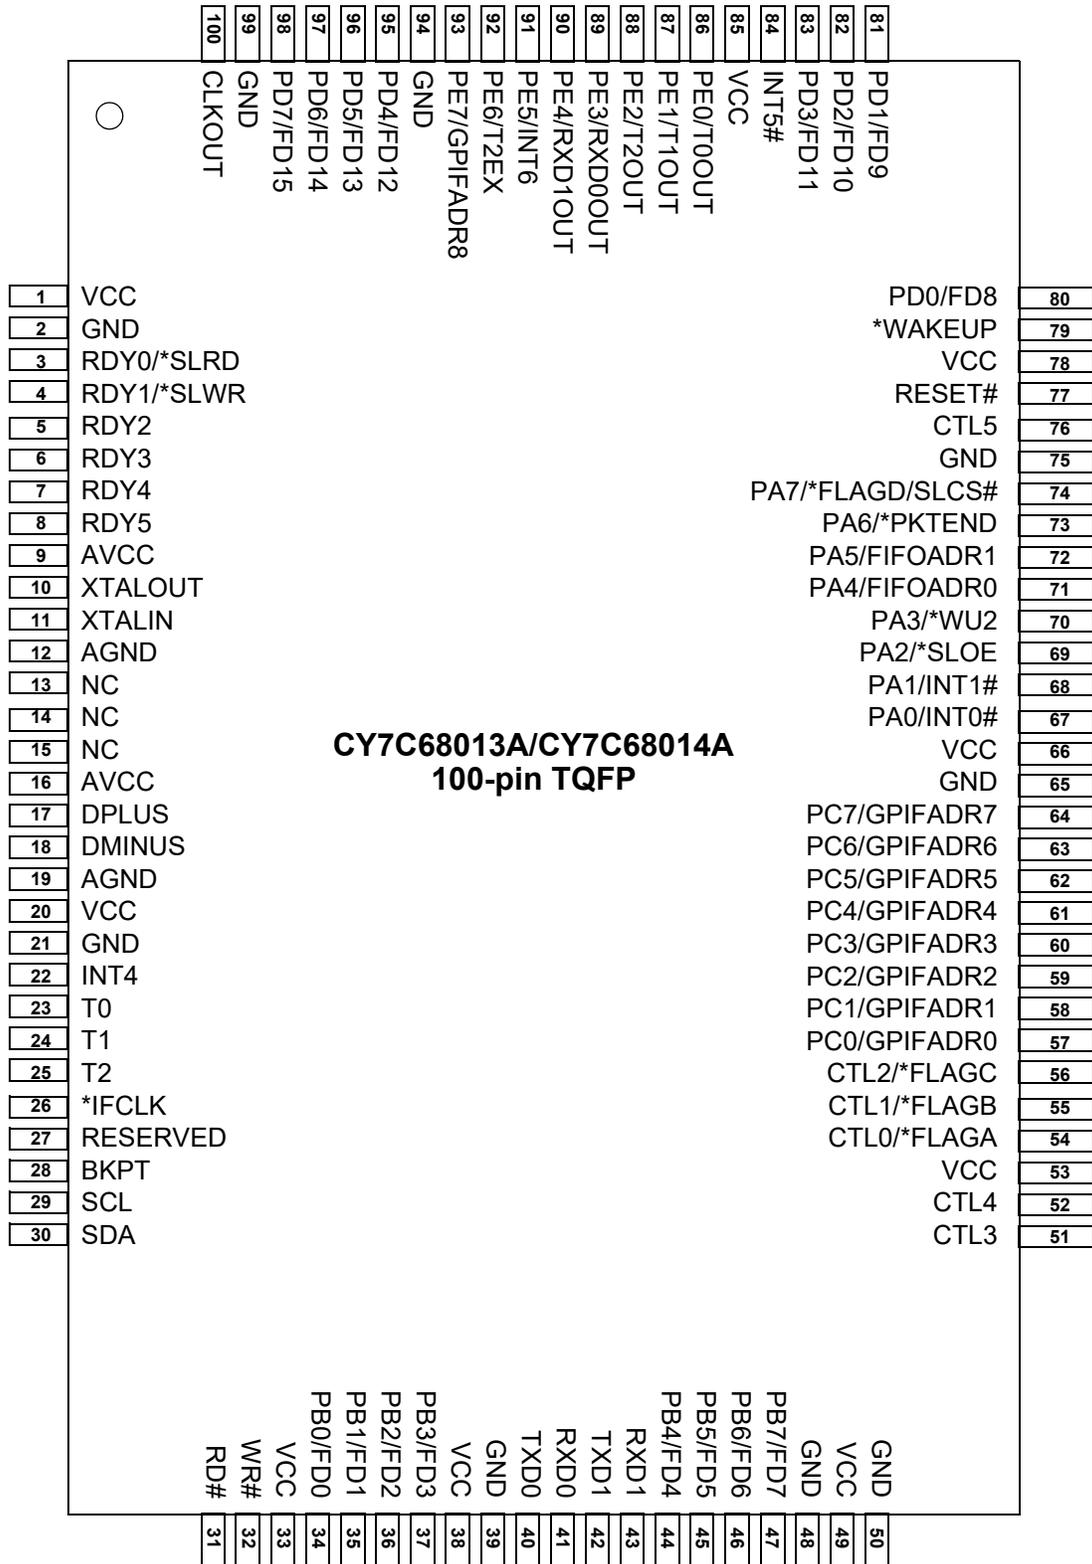 100
99
98
97
96
95
94
93
92
91
90
89
88
87
86
85
84
83
82
81
CLKOUT
GND
PD7/FD15
PD6/FD14
PD5/FD13
PD4/FD12
GND
PE7/GPIFADR8
PE6/T2EX
PE5/INT6
PE4/RXD1OUT
PE3/RXD0OUT
PE2/T2OUT
PE1/T1OUT
PE0/T0OUT
VCC
INT5#
PD3/FD11
PD2/FD10
PD1/FD9
1 VCC
2 GND
3 RDY0/*SLRD
4 RDY1/*SLWR
5 RDY2
6 RDY3
7 RDY4
8 RDY5
9 AVCC
10 XTALOUT
11 XTALIN
12 AGND
13 NC
14 NC
15 NC
16 AVCC
17 DPLUS
18 DMINUS
19 AGND
20 VCC
21 GND
22 INT4
23 T0
24 T1
25 T2
26 *IFCLK
27 RESERVED
28 BKPT
29 SCL
30 SDA
CY7C68013A/CY7C68014A
100-pin TQFP
PD0/FD8 80
*WAKEUP 79
VCC 78
RESET# 77
CTL5 76
GND 75
PA7/*FLAGD/SLCS# 74
PA6/*PKTEND 73
PA5/FIFOADR1 72
PA4/FIFOADR0 71
PA3/*WU2 70
PA2/*SLOE 69
PA1/INT1# 68
PA0/INT0# 67
VCC 66
GND 65
PC7/GPIFADR7 64
PC6/GPIFADR6 63
PC5/GPIFADR5 62
PC4/GPIFADR4 61
PC3/GPIFADR3 60
PC2/GPIFADR2 59
PC1/GPIFADR1 58
PC0/GPIFADR0 57
CTL2/*FLAGC 56
CTL1/*FLAGB 55
CTL0/*FLAGA 54
VCC 53
CTL4 52
CTL3 51
RD#
WR#
VCC
PB0/FD0
PB1/FD1
PB2/FD2
PB3/FD3
VCC
GND
TXD0
RXD0
TXD1
RXD1
PB4/FD4
PB5/FD5
PB6/FD6
PB7/FD7
GND
VCC
GND
31
32
33
34
35
36
37
38
39
40
41
42
43
44
45
46
47
48
49
50